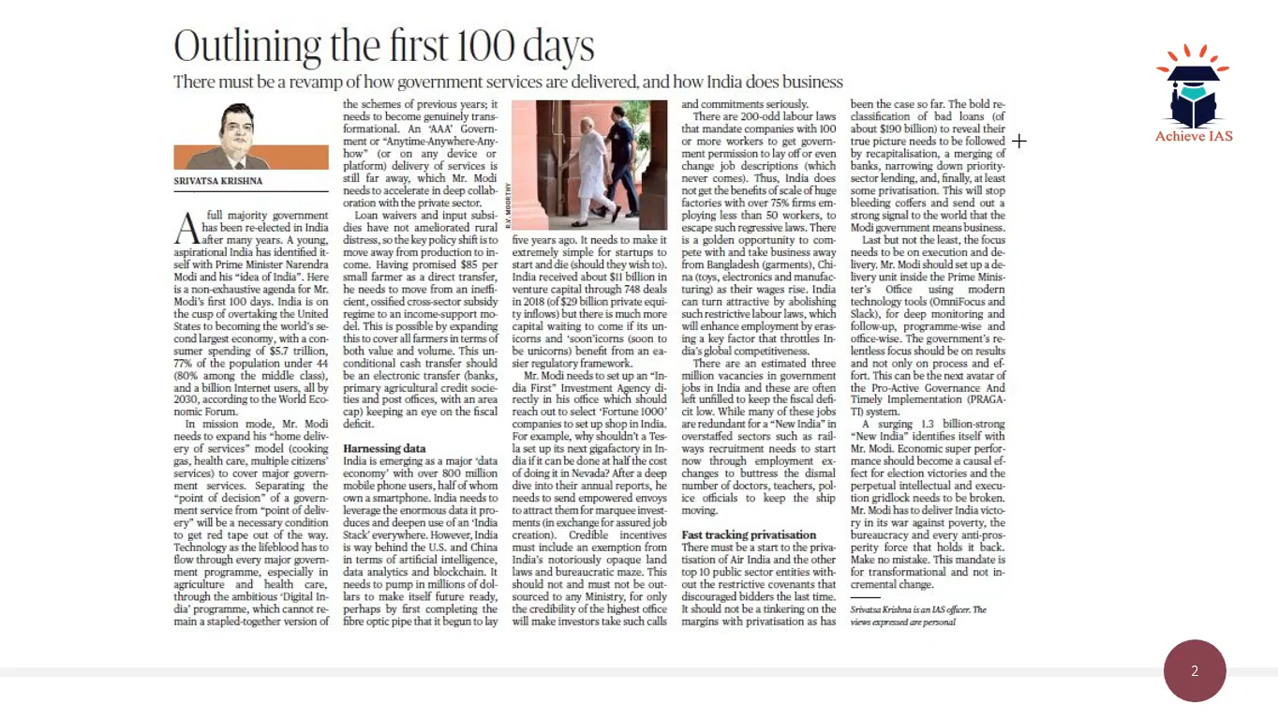 Outlining the first 100 days
There must be a revamp of how government services are delivered, and how India does business
SRIVATSA KRISHNA
A full majority government
has been re-elected in India
after many years. A young,
aspirational India has identified it-
self with Prime Minister Narendra
Modi and his "idea of India". Here
is a non-exhaustive agenda for Mr.
Modi's first 100 days. India is on
the cusp of overtaking the United
States to becoming the world's se-
cond largest economy, with a con-
sumer spending of $5.7 trillion,
77% of the population under 44
(80% among the middle class),
and a billion Internet users, all by
2030, according to the World Eco-
nomic Forum.
In mission mode, Mr. Modi
needs to expand his "home deliv-
ery of services" model (cooking
gas, health care, multiple citizens'
services) to cover major govern-
ment services. Separating the
"point of decision" of a govern-
ment service from "point of deliv-
ery" will be a necessary condition
to get red tape out of the way.
Technology as the lifeblood has to
flow through every major govern-
ment programme, especially in
agriculture and health care,
through the ambitious 'Digital In-
dia' programme, which cannot re-
main a stapled-together version of
the schemes of previous years; it
needs to become genuinely trans-
formational. An 'AAA' Govern-
ment or "Anytime-Anywhere-Any-
how" (or on any device or
platform) delivery of services is
still far away, which Mr. Modi
needs to accelerate in deep collab-
oration with the private sector.
Loan waivers and input subsi-
dies have not ameliorated rural
distress, so the key policy shift is to
move away from production to in-
come. Having promised $85 per
small farmer as a direct transfer,
he needs to move from an ineffi-
cient, ossified cross-sector subsidy
regime to an income-support mo-
del. This is possible by expanding
this to cover all farmers in terms of
both value and volume. This un-
conditional cash transfer should
be an electronic transfer (banks,
primary agricultural credit socie-
ties and post offices, with an area
cap) keeping an eye on the fiscal
deficit.
Harnessing data
India is emerging as a major 'data
economy' with over 800 million
mobile phone users, half of whom
own a smartphone. India needs to
leverage the enormous data it pro-
duces and deepen use of an 'India
Stack' everywhere. However, India
is way behind the U.S. and China
in terms of artificial intelligence,
data analytics and blockchain. It
needs to pump in millions of dol-
lars to make itself future ready,
perhaps by first completing the
fibre optic pipe that it begun to lay
R.V. MOORTHY
five years ago. It needs to make it
extremely simple for startups to
start and die (should they wish to).
India received about $11 billion in
venture capital through 748 deals
in 2018 (of $29 billion private equi-
ty inflows) but there is much more
capital waiting to come if its un-
icorns and 'soon'icorns (soon to
be unicorns) benefit from an ea-
sier regulatory framework.
Mr. Modi needs to set up an "In-
dia First" Investment Agency di-
rectly in his office which should
reach out to select 'Fortune 1000'
companies to set up shop in India.
For example, why shouldn't a Tes-
la set up its next gigafactory in In-
dia if it can be done at half the cost
of doing it in Nevada? After a deep
dive into their annual reports, he
needs to send empowered envoys
to attract them for marquee invest-
ments (in exchange for assured job
creation). Credible incentives
must include an exemption from
India's notoriously opaque land
laws and bureaucratic maze. This
should not and must not be out-
sourced to any Ministry, for only
the credibility of the highest office
will make investors take such calls
and commitments seriously.
There are 200-odd labour laws
that mandate companies with 100
or more workers to get govern-
ment permission to lay off or even
change job descriptions (which
never comes). Thus, India does
not get the benefits of scale of huge
factories with over 75% firms em-
ploying less than 50 workers, to
escape such regressive laws. There
is a golden opportunity to com-
pete with and take business away
from Bangladesh (garments), Chi-
na (toys, electronics and manufac-
turing) as their wages rise. India
can turn attractive by abolishing
such restrictive labour laws, which
will enhance employment by eras-
ing a key factor that throttles In-
dia's global competitiveness.
There are an estimated three
million vacancies in government
jobs in India and these are often
left unfilled to keep the fiscal defi-
cit low. While many of these jobs
are redundant for a "New India" in
overstaffed sectors such as rail-
ways recruitment needs to start
now through employment ex-
changes to buttress the dismal
number of doctors, teachers, pol-
ice officials to keep the ship
moving.
Fast tracking privatisation
There must be a start to the priva-
tisation of Air India and the other
top 10 public sector entities with-
out the restrictive covenants that
discouraged bidders the last time.
It should not be a tinkering on the
margins with privatisation as has
been the case so far. The bold re-
classification of bad loans (of
about $190 billion) to reveal their
true picture needs to be followed
by recapitalisation, a merging of
banks, narrowing down priority-
sector lending, and, finally, at least
some privatisation. This will stop
bleeding coffers and send out a
strong signal to the world that the
Modi government means business.
Last but not the least, the focus
needs to be on execution and de-
livery. Mr. Modi should set up a de-
livery unit inside the Prime Minis-
ter's Office using modern
technology tools (OmniFocus and
Slack), for deep monitoring and
follow-up, programme-wise and
office-wise. The government's re-
lentless focus should be on results
and not only on process and ef-
fort. This can be the next avatar of
the Pro-Active Governance And
Timely Implementation (PRAGA-
TI) system.
A surging 1.3 billion-strong
"New India" identifies itself with
Mr. Modi. Economic super perfor-
mance should become a causal ef-
fect for election victories and the
perpetual intellectual and execu-
tion gridlock needs to be broken.
Mr. Modi has to deliver India victo-
ry in its war against poverty, the
bureaucracy and every anti-pros-
perity force that holds it back.
Make no mistake. This mandate is
for transformational and not in-
cremental change.
Srivatsa Krishna is an IAS officer. The
views expressed are personal
Achieve IAS
2